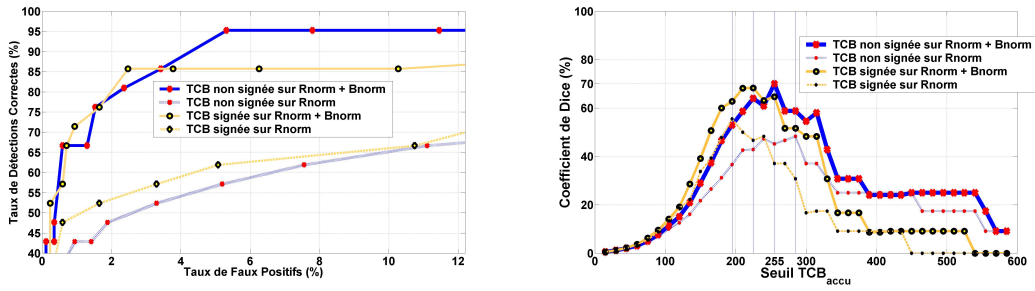 100
95
90
85
80
75
70
65
60
55
50
45
40
0
2
4
6
8
10
12
Taux de Détections Correctes (%)
Taux de Faux Positifs (%)
TCB non signée sur Rnorm + Bnorm
TCB non signée sur Rnorm
TCB signée sur Rnorm + Bnorm
TCB signée sur Rnorm
100
80
60
40
20
0
0
100
200
255
300
400
500
600
Coefficient de Dice (%)
Seuil TCB accu
TCB non signée sur Rnorm + Bnorm
TCB non signée sur Rnorm
TCB signée sur Rnorm + Bnorm
TCB signée sur Rnorm